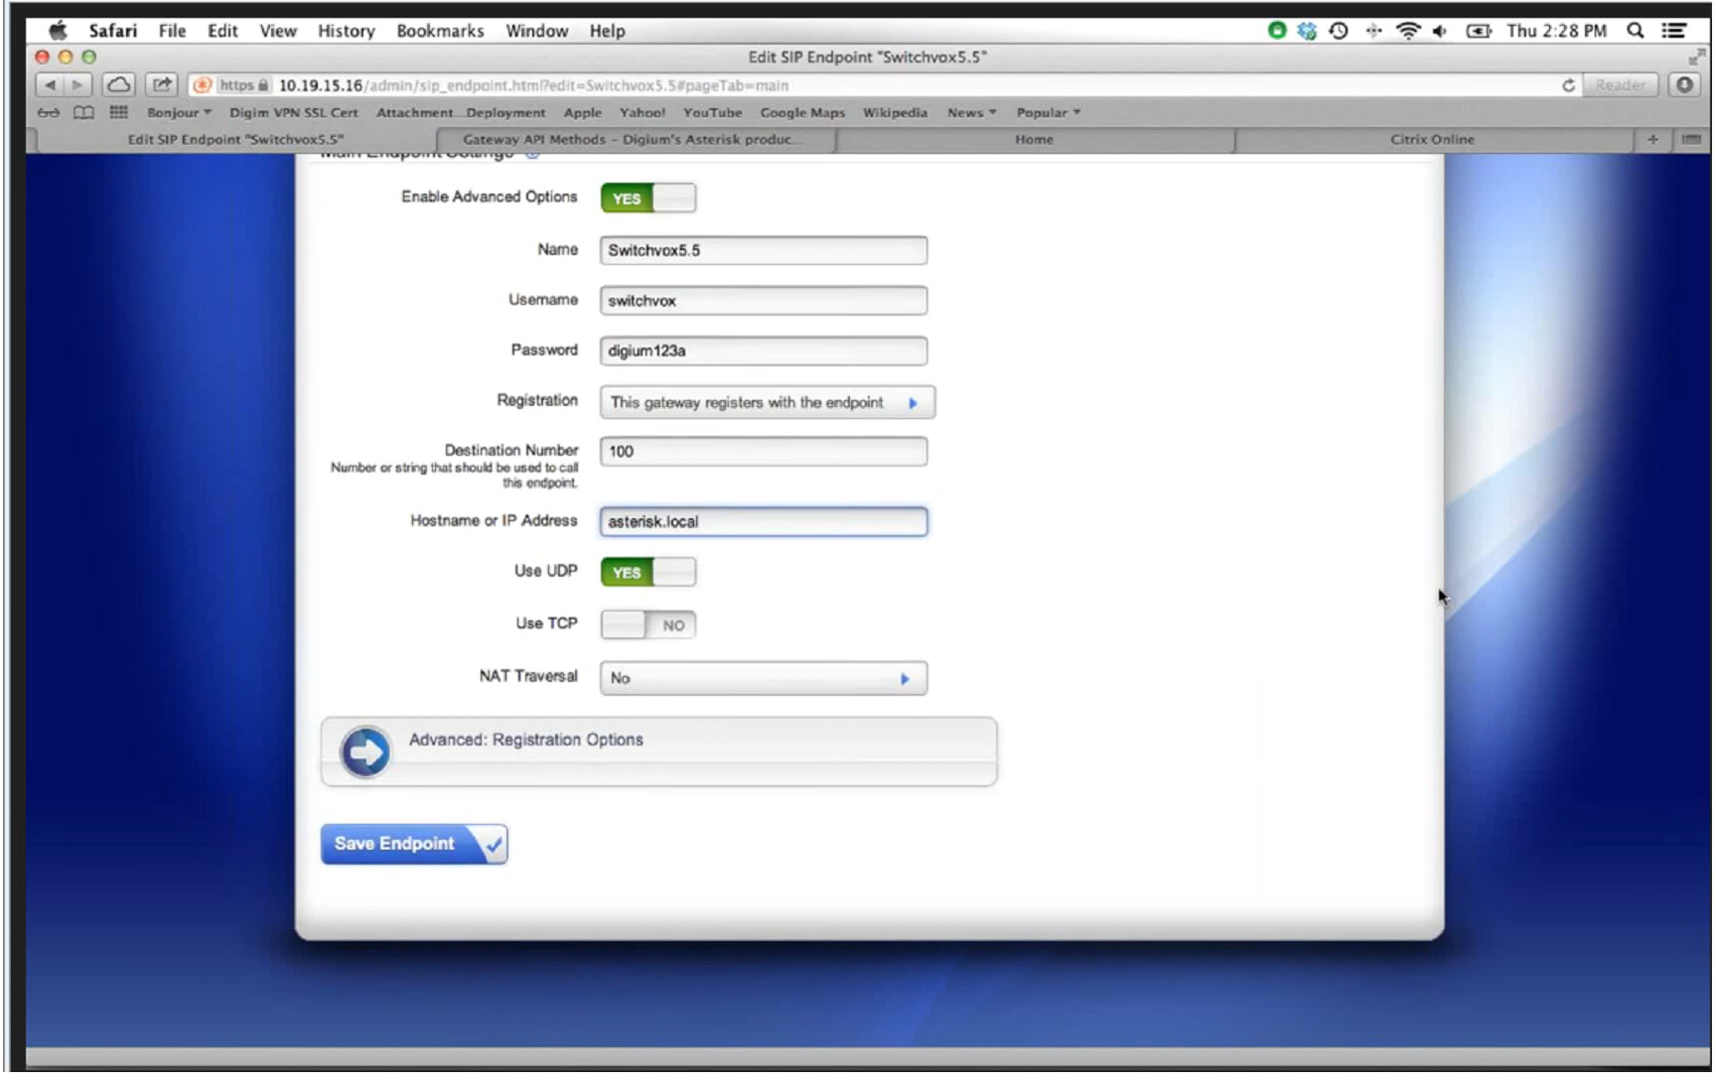 Safari File Edit View History Bookmarks Window Help Thu 2:28 PM
Edit SIP Endpoint "Switchvox5.5"
https 10.19.15.16/admin/sip_endpoint.html?edit=Switchvox5.5#pageTab=main Reader
Bonjour Digim VPN SSL Cert Attachment...Deployment Apple Yahoo! YouTube Google Maps Wikipedia News Popular
Edit SIP Endpoint "Switchvox5.5" Gateway API Methods – Digium's Asterisk produc... Home Citrix Online
Main Endpoint Settings
Enable Advanced Options YES
Name Switchvox5.5
Username switchvox
Password digium123a
Registration This gateway registers with the endpoint
Destination Number 100
Number or string that should be used to call
this endpoint.
Hostname or IP Address asterisk.local
Use UDP YES
Use TCP NO
NAT Traversal No
Advanced: Registration Options
Save Endpoint